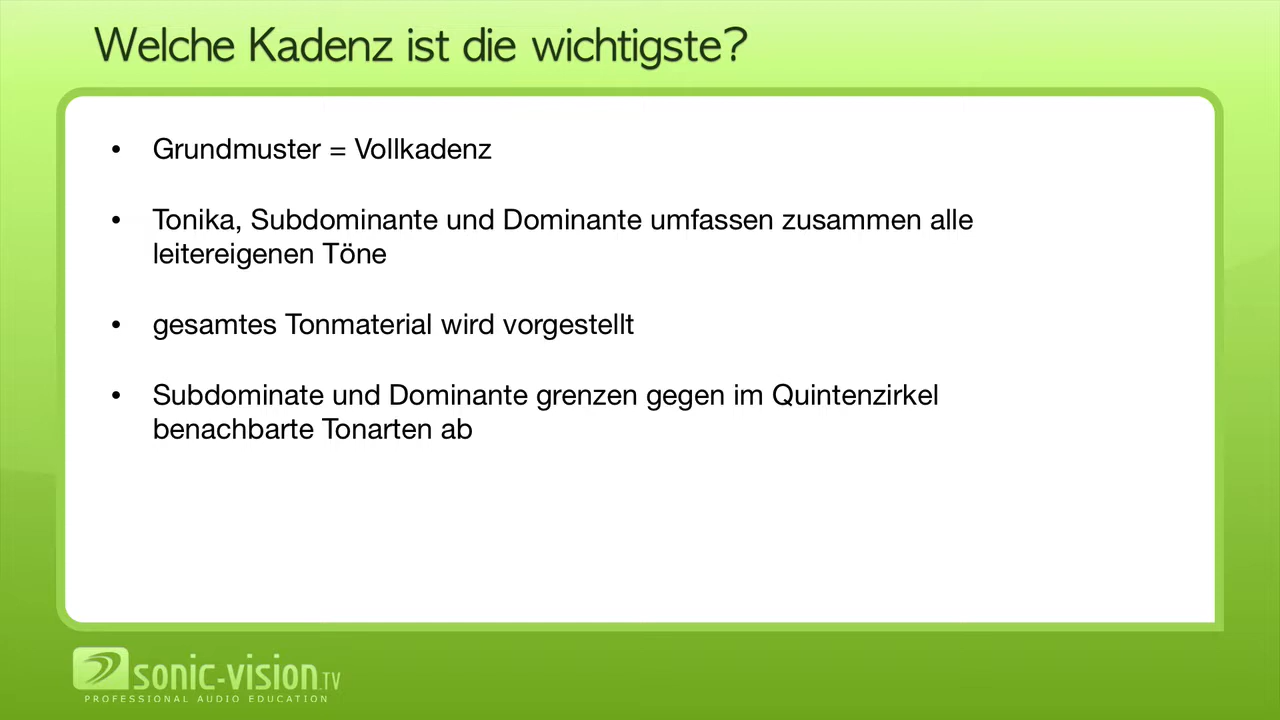 Welche Kadenz ist die wichtigste?
• Grundmuster = Vollkadenz
• Tonika, Subdominante und Dominante umfassen zusammen alle
leitereigenen Töne
• gesamtes Tonmaterial wird vorgestellt
• Subdominate und Dominante grenzen gegen im Quintenzirkel
benachbarte Tonarten ab
sonic-vision.TV
PROFESSIONAL AUDIO EDUCATION